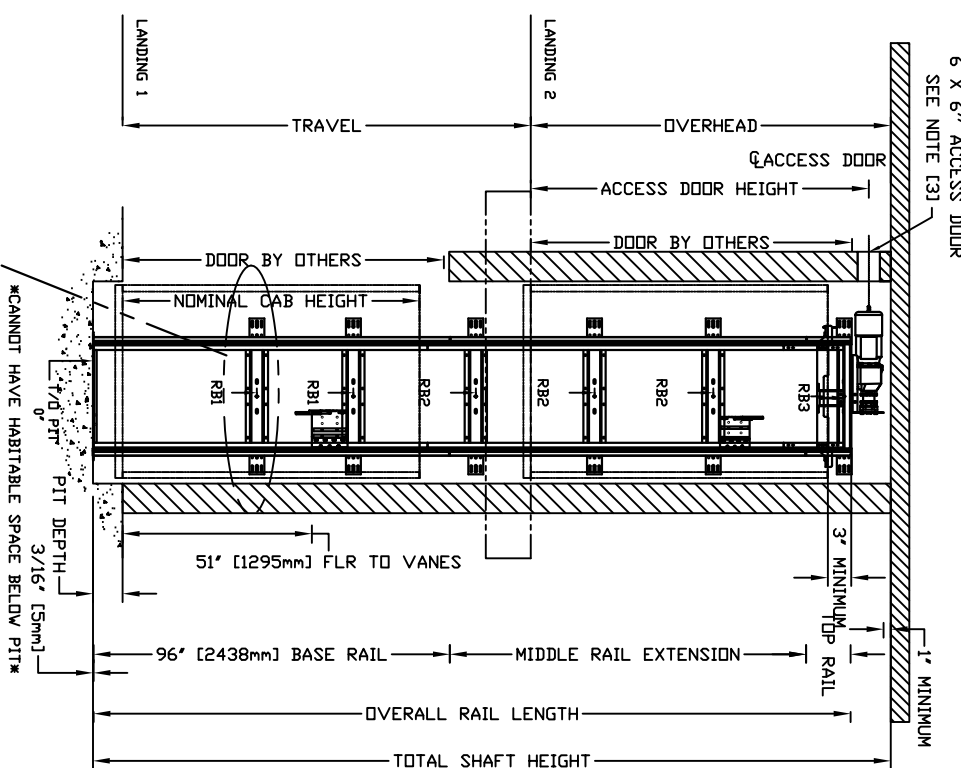 6 X 6" ACCESS DOOR
SEE NOTE [3]
LANDING 1
LANDING 2
TRAVEL
OVERHEAD
℄ ACCESS DOOR
ACCESS DOOR HEIGHT
DOOR BY OTHERS
DOOR BY OTHERS
NOMINAL CAB HEIGHT
RB1
RB1
RB2
RB2
RB2
RB3
T/O PIT
0"
PIT DEPTH
3/16" [5mm]
*CANNOT HAVE HABITABLE SPACE BELOW PIT*
51" [1295mm] FLR TO VANES
3" MINIMUM
TOP RAIL
1" MINIMUM
96" [2438mm] BASE RAIL
MIDDLE RAIL EXTENSION
OVERALL RAIL LENGTH
TOTAL SHAFT HEIGHT